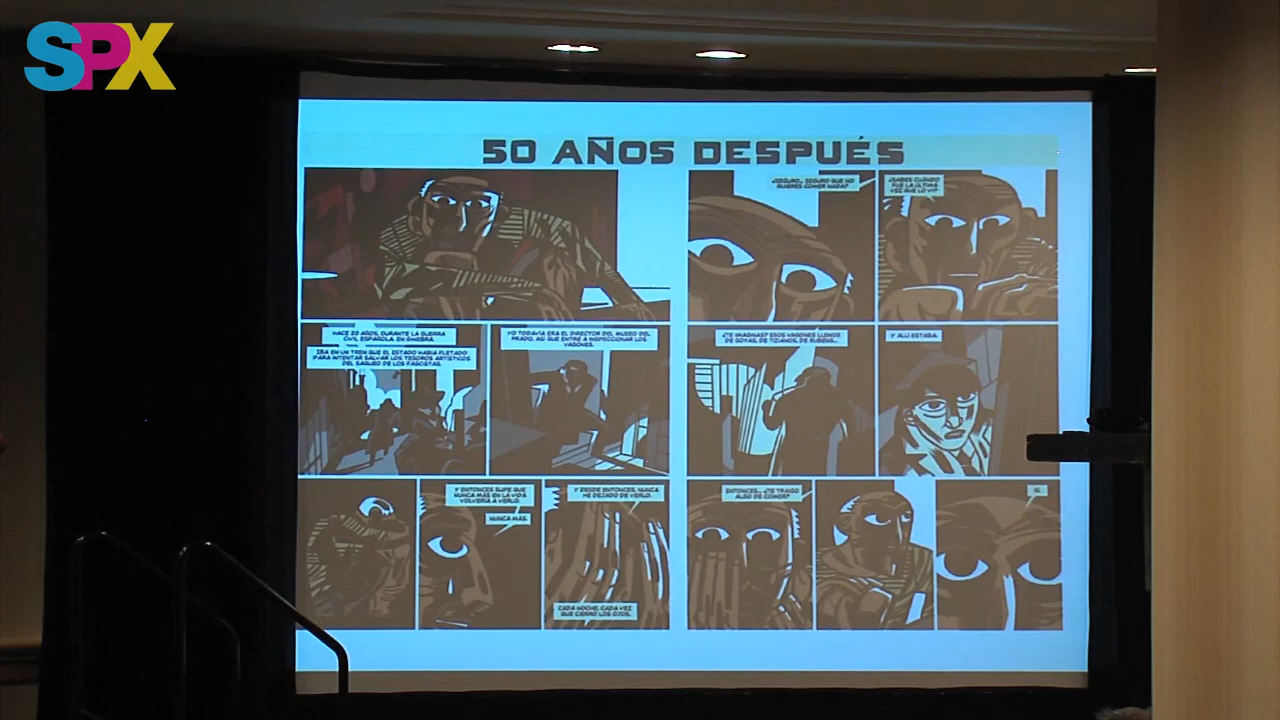 SPX
50 AÑOS DESPUÉS
HACE 20 AÑOS, DURANTE LA GUERRA
CIVIL ESPAÑOLA, EN GINEBRA.
IBA EN UN TREN QUE EL ESTADO HABÍA FLETADO
PARA INTENTAR SALVAR LOS TESOROS ARTÍSTICOS
DEL SAQUEO DE LOS FASCISTAS.
YO TODAVÍA ERA EL DIRECTOR DEL MUSEO DEL
PRADO, ASÍ QUE ENTRÉ A INSPECCIONAR LOS
VAGONES.
Y ENTONCES SUPE QUE
NUNCA MÁS EN LA VIDA
VOLVERÍA A VERLO.
NUNCA MÁS.
Y DESDE ENTONCES, NUNCA
HE DEJADO DE VERLO.
CADA NOCHE, CADA VEZ
QUE CIERRO LOS OJOS.
¿SEGURO... SEGURO QUE NO
QUIERES COMER NADA?
¿SABES CUÁNDO
FUE LA ÚLTIMA
VEZ QUE LO VI?
¿TE IMAGINAS? ESOS VAGONES LLENOS
DE GOYAS, DE TIZIANOS, DE RUBENS...
Y ALLÍ ESTABA.
ENTONCES... ¿TE TRAIGO
ALGO DE COMER?